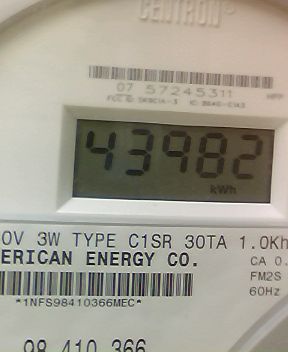 CENTRON®
07 57245311
43982
kWh
0V 3W TYPE C1SR 30TA 1.0Kh
ERICAN ENERGY CO.
CA 0.
FM2S
60Hz
*1NFS98410366MEC*
98 410 366